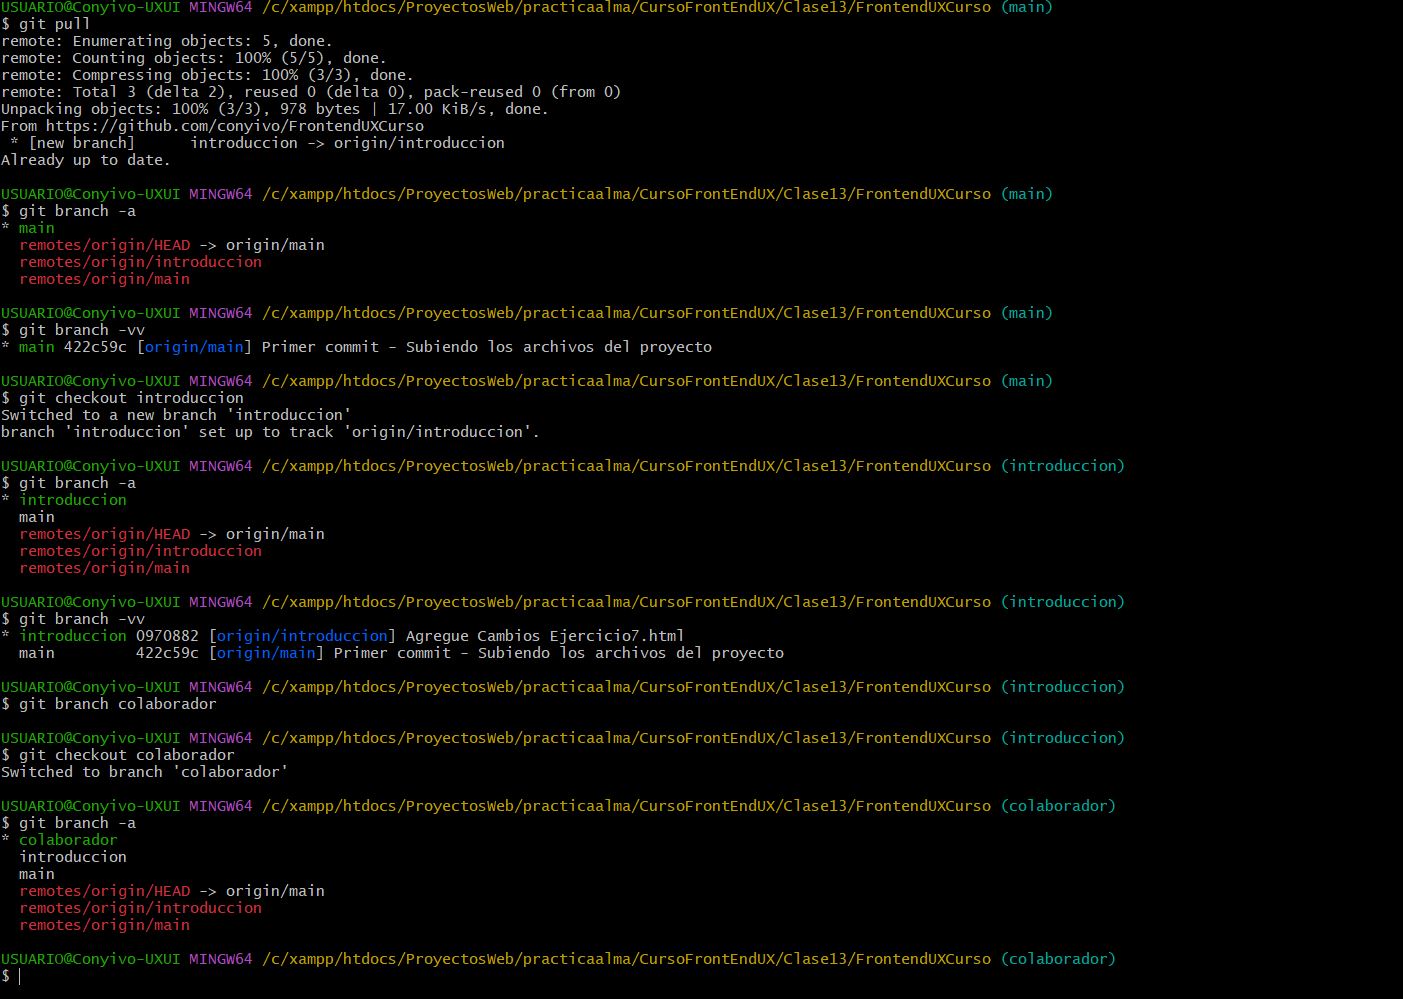 USUARIO@Conyivo-UXUI MINGW64 /c/xampp/htdocs/ProyectosWeb/practicaalma/CursoFrontEndUX/Clase13/FrontendUXCurso (main)
$ git pull
remote: Enumerating objects: 5, done.
remote: Counting objects: 100% (5/5), done.
remote: Compressing objects: 100% (3/3), done.
remote: Total 3 (delta 2), reused 0 (delta 0), pack-reused 0 (from 0)
Unpacking objects: 100% (3/3), 978 bytes | 17.00 KiB/s, done.
From https://github.com/conyivo/FrontendUXCurso
 * [new branch]      introduccion -> origin/introduccion
Already up to date.
USUARIO@Conyivo-UXUI MINGW64 /c/xampp/htdocs/ProyectosWeb/practicaalma/CursoFrontEndUX/Clase13/FrontendUXCurso (main)
$ git branch -a
* main
  remotes/origin/HEAD -> origin/main
  remotes/origin/introduccion
  remotes/origin/main
USUARIO@Conyivo-UXUI MINGW64 /c/xampp/htdocs/ProyectosWeb/practicaalma/CursoFrontEndUX/Clase13/FrontendUXCurso (main)
$ git branch -vv
* main 422c59c [origin/main] Primer commit - Subiendo los archivos del proyecto
USUARIO@Conyivo-UXUI MINGW64 /c/xampp/htdocs/ProyectosWeb/practicaalma/CursoFrontEndUX/Clase13/FrontendUXCurso (main)
$ git checkout introduccion
Switched to a new branch 'introduccion'
branch 'introduccion' set up to track 'origin/introduccion'.
USUARIO@Conyivo-UXUI MINGW64 /c/xampp/htdocs/ProyectosWeb/practicaalma/CursoFrontEndUX/Clase13/FrontendUXCurso (introduccion)
$ git branch -a
* introduccion
  main
  remotes/origin/HEAD -> origin/main
  remotes/origin/introduccion
  remotes/origin/main
USUARIO@Conyivo-UXUI MINGW64 /c/xampp/htdocs/ProyectosWeb/practicaalma/CursoFrontEndUX/Clase13/FrontendUXCurso (introduccion)
$ git branch -vv
* introduccion 0970882 [origin/introduccion] Agregue Cambios Ejercicio7.html
  main         422c59c [origin/main] Primer commit - Subiendo los archivos del proyecto
USUARIO@Conyivo-UXUI MINGW64 /c/xampp/htdocs/ProyectosWeb/practicaalma/CursoFrontEndUX/Clase13/FrontendUXCurso (introduccion)
$ git branch colaborador
USUARIO@Conyivo-UXUI MINGW64 /c/xampp/htdocs/ProyectosWeb/practicaalma/CursoFrontEndUX/Clase13/FrontendUXCurso (introduccion)
$ git checkout colaborador
Switched to branch 'colaborador'
USUARIO@Conyivo-UXUI MINGW64 /c/xampp/htdocs/ProyectosWeb/practicaalma/CursoFrontEndUX/Clase13/FrontendUXCurso (colaborador)
$ git branch -a
* colaborador
  introduccion
  main
  remotes/origin/HEAD -> origin/main
  remotes/origin/introduccion
  remotes/origin/main
USUARIO@Conyivo-UXUI MINGW64 /c/xampp/htdocs/ProyectosWeb/practicaalma/CursoFrontEndUX/Clase13/FrontendUXCurso (colaborador)
$